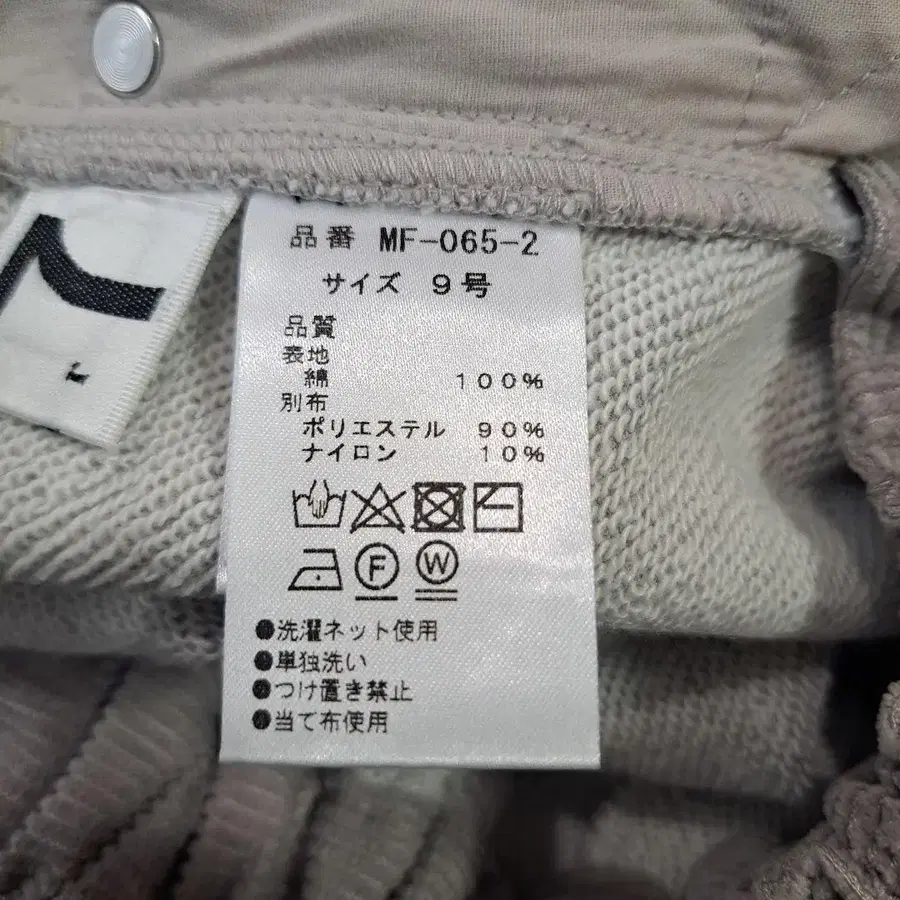 品番 MF-065-2
サイズ 9号
品質
表地
綿 100%
別布
ポリエステル 90%
ナイロン 10%
F W
●洗濯ネット使用
●単独洗い
●つけ置き禁止
●当て布使用